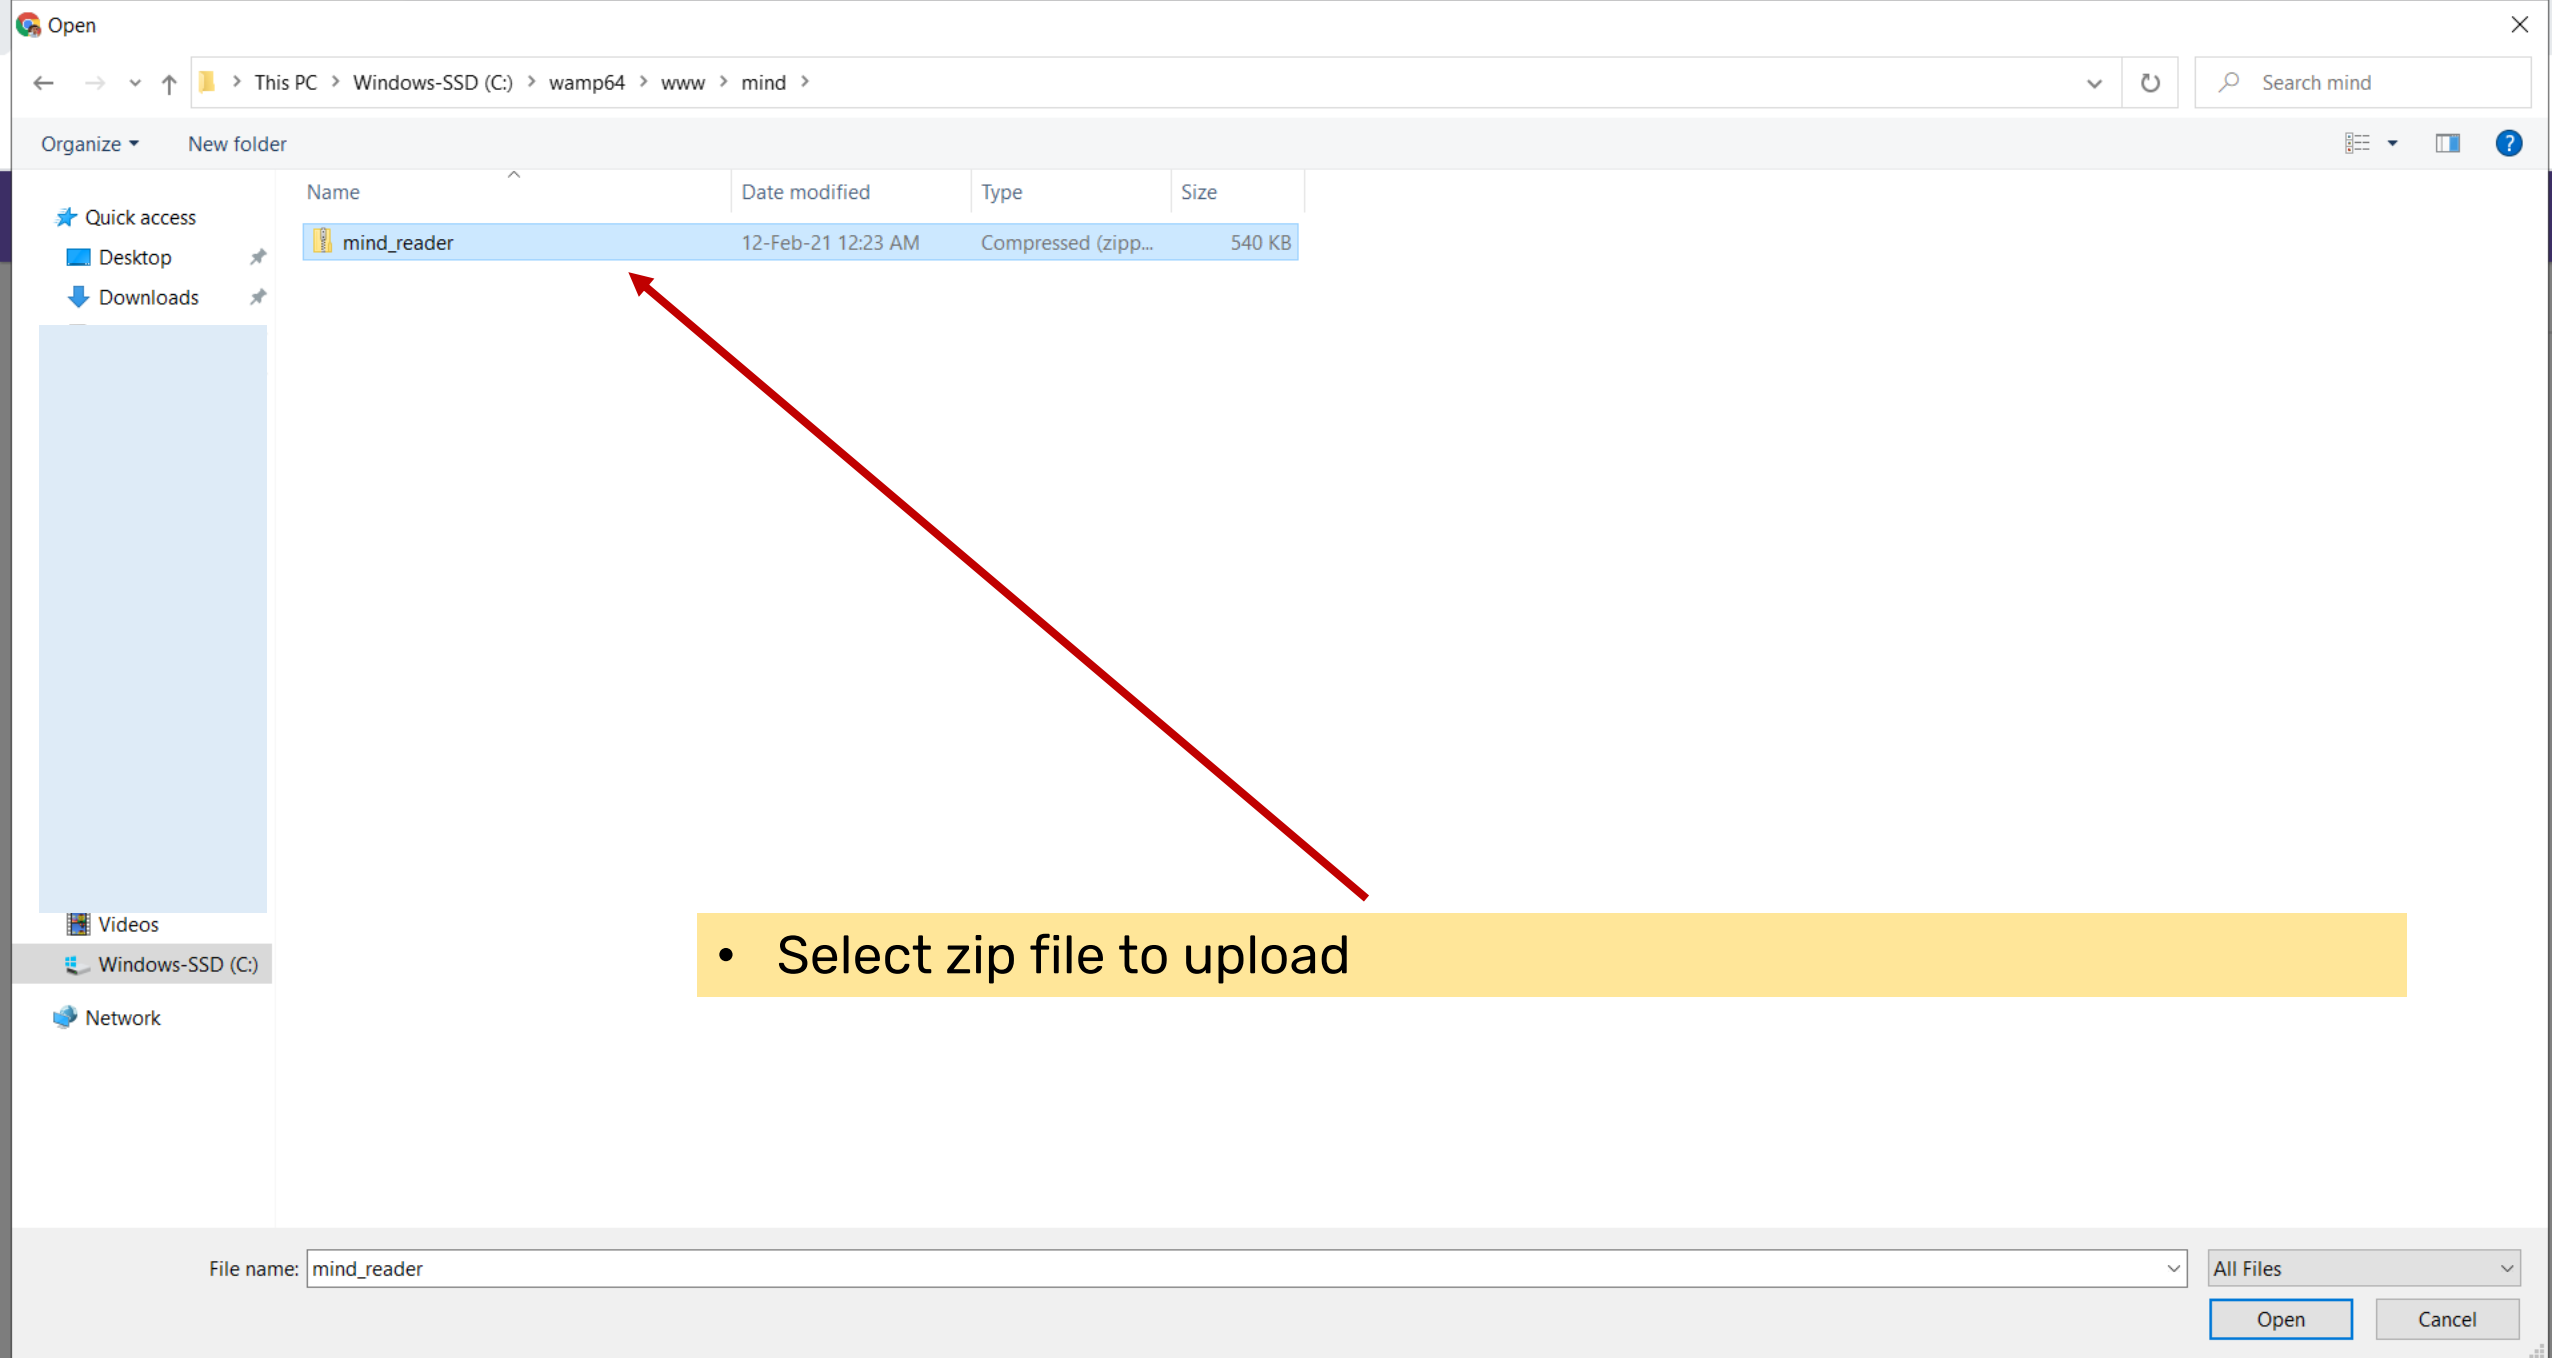 Open
This PC > Windows-SSD (C:) > wamp64 > www > mind >
Search mind
Organize
New folder
?
Name Date modified Type Size
mind_reader 12-Feb-21 12:23 AM Compressed (zipp... 540 KB
Quick access
Desktop
Downloads
Videos
Windows-SSD (C:)
Network
• Select zip file to upload
File name: mind_reader
All Files
Open Cancel